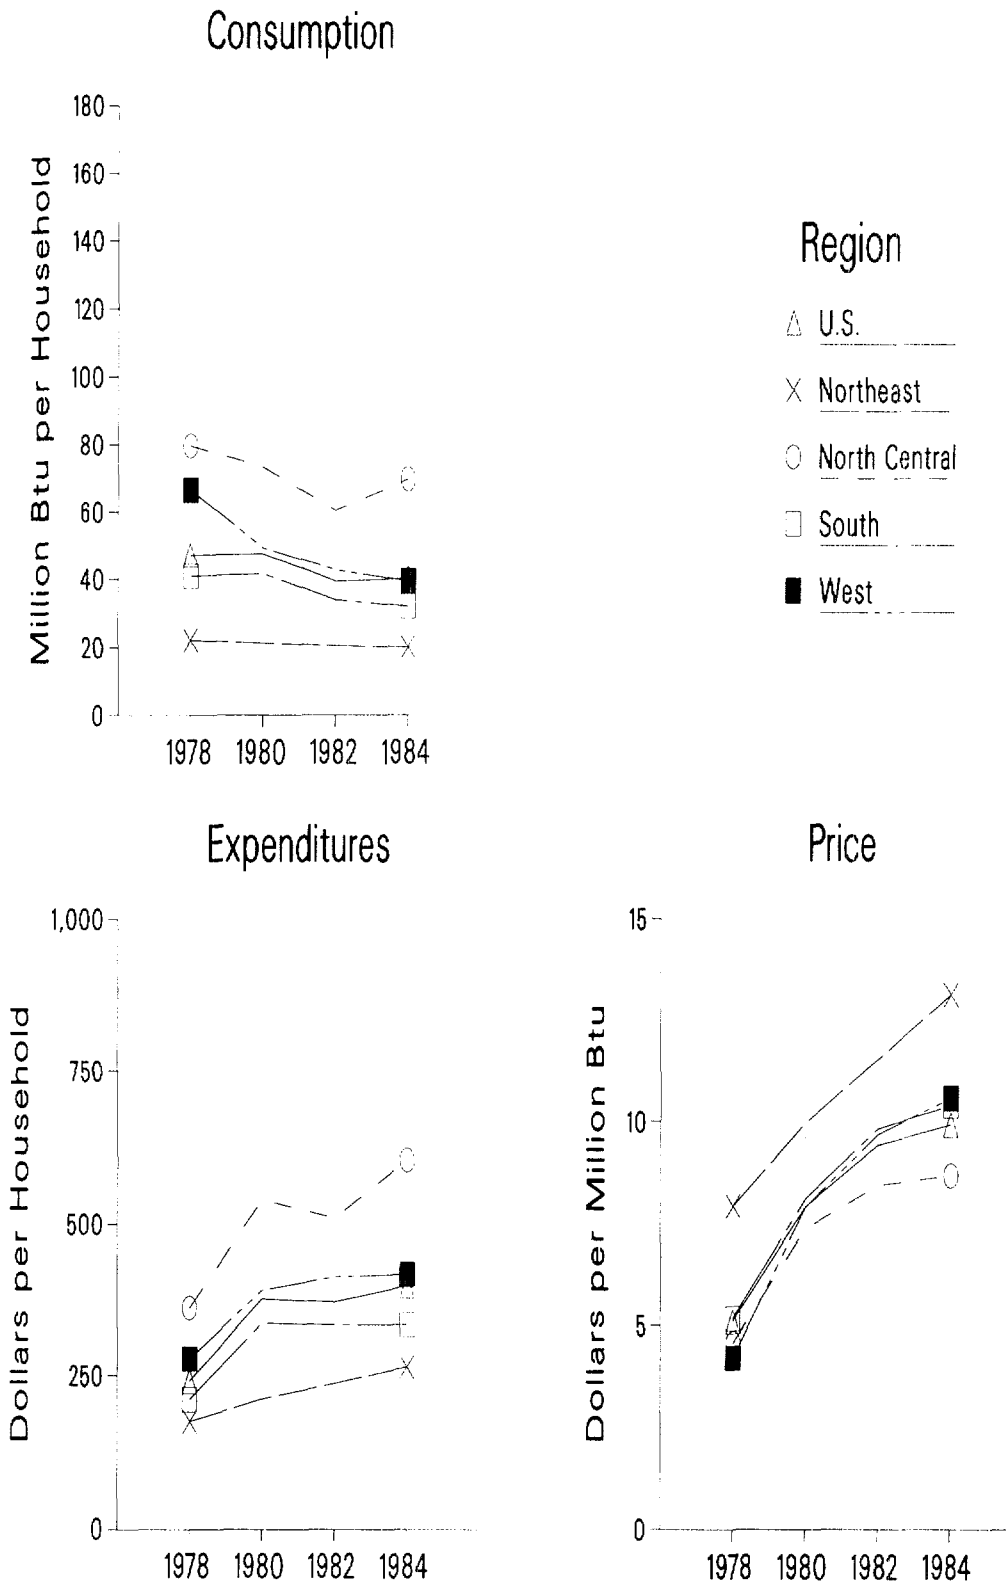 Consumption
Million Btu per Household
180
160
140
120
100
80
60
40
20
0
1978 1980 1982 1984
Region
U.S.
Northeast
North Central
South
West
Expenditures
Dollars per Household
1,000
750
500
250
0
1978 1980 1982 1984
Price
Dollars per Million Btu
15
10
5
0
1978 1980 1982 1984